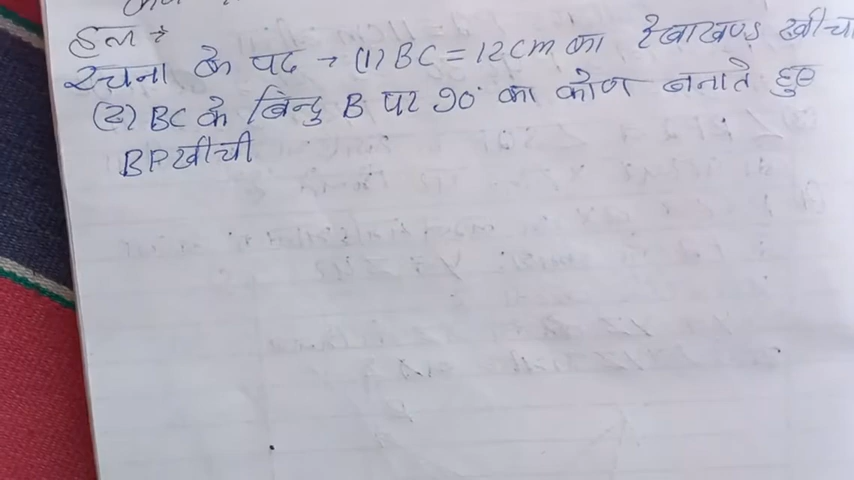 हल :-
रचना के पद → (1) BC = 12cm का रेखाखण्ड खींचा
(2) BC के बिन्दु B पर 90° का कोण बनाते हुए
BP खींची